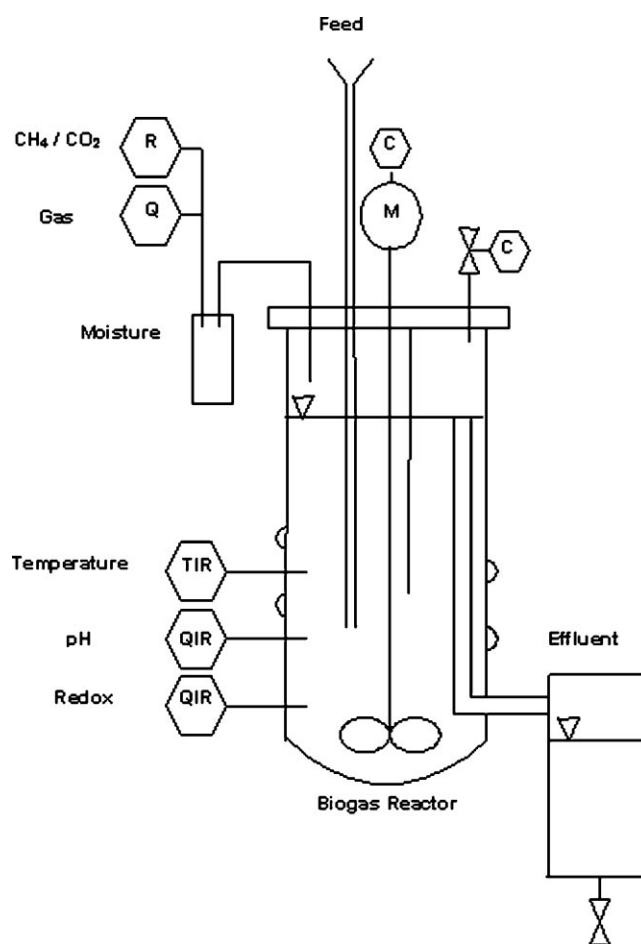 Feed
CH₄ / CO₂
R
C
Gas
Q
M
C
Moisture
Temperature
TIR
pH
QIR
Effluent
Redox
QIR
Biogas Reactor